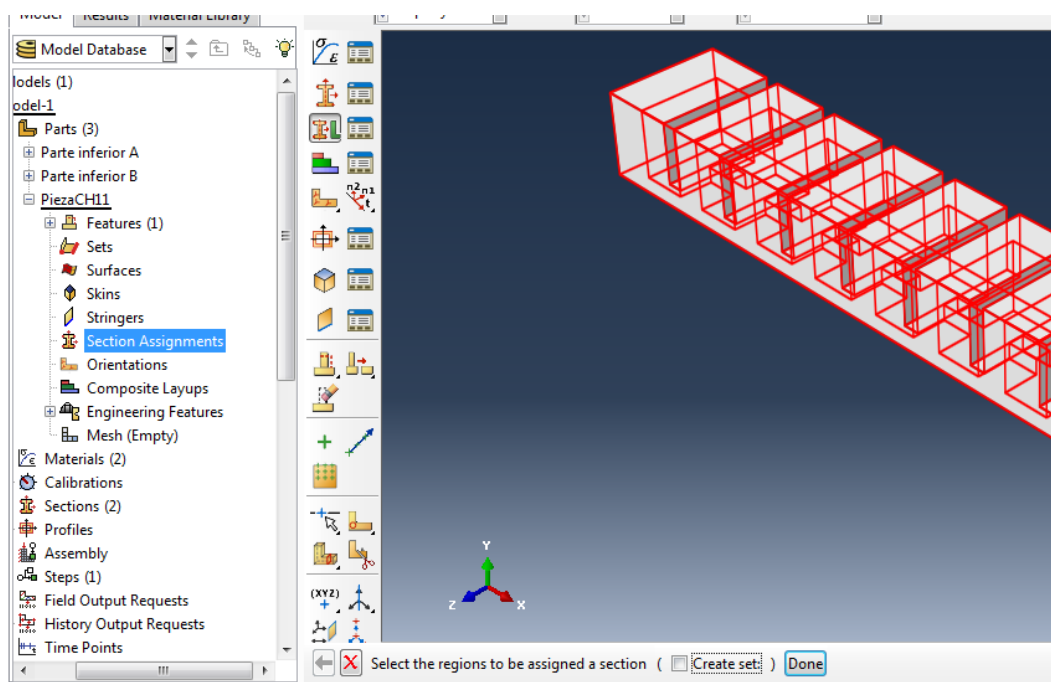 Model Results Material Library
Model Database
lodels (1)
odel-1
Parts (3)
Parte inferior A
Parte inferior B
PiezaCH11
Features (1)
Sets
Surfaces
Skins
Stringers
Section Assignments
Orientations
Composite Layups
Engineering Features
Mesh (Empty)
Materials (2)
Calibrations
Sections (2)
Profiles
Assembly
Steps (1)
Field Output Requests
History Output Requests
Time Points
σ
ε
n2 n1
t
(XYZ)
Y
Z
X
Select the regions to be assigned a section ( Create set: ) Done